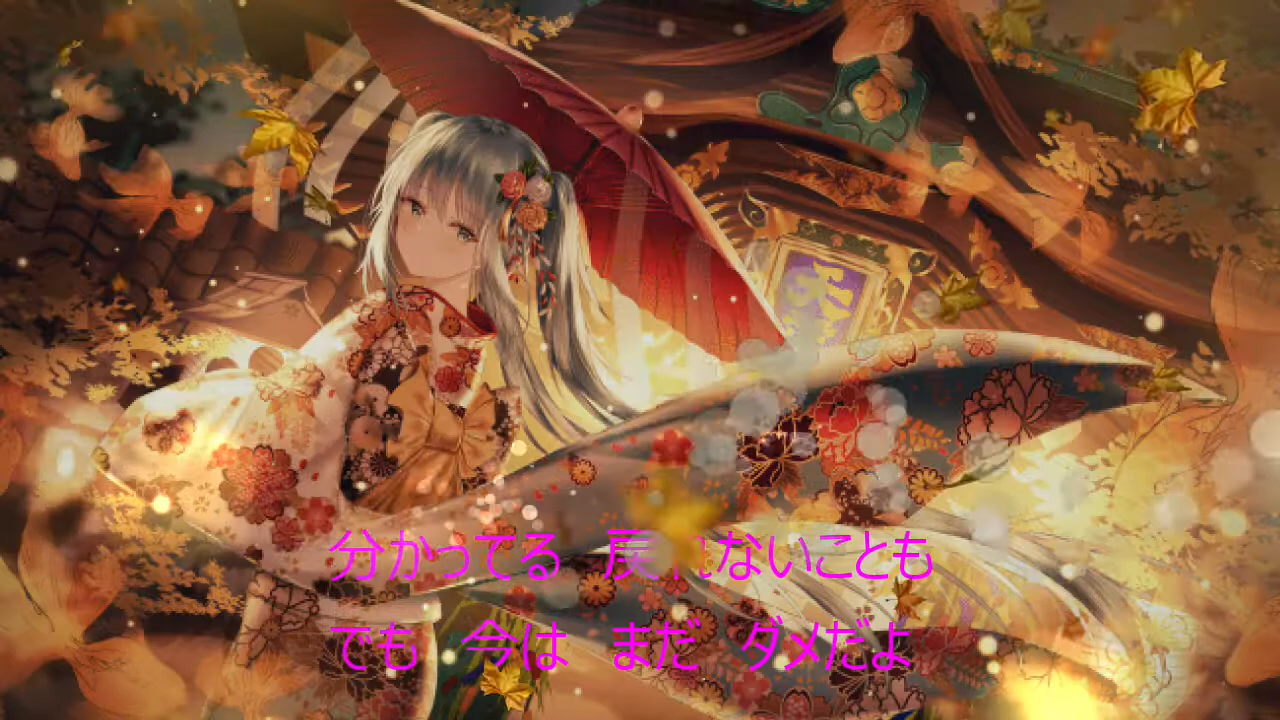 分かってる　戻れないことも
でも　今は　まだ　ダメだよ